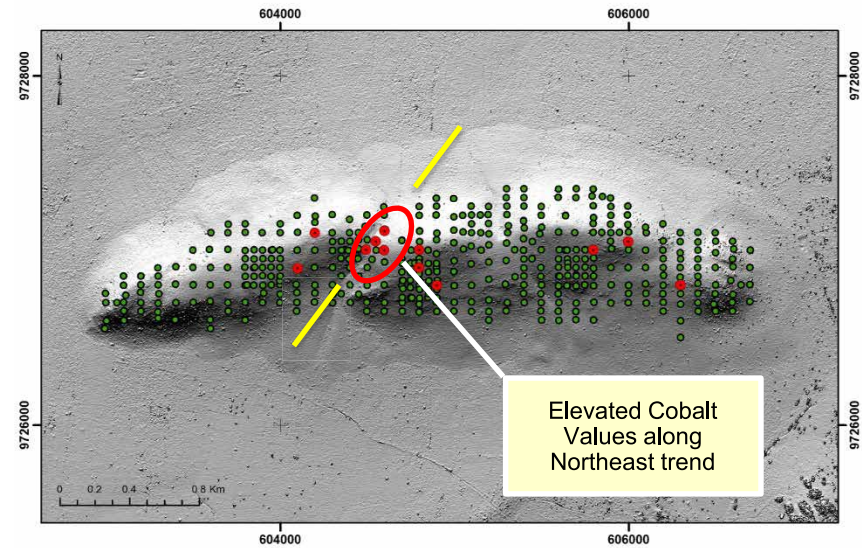 604000 606000
9728000 9728000
N
Elevated Cobalt
Values along
Northeast trend
9726000 9726000
0 0.2 0.4 0.8 Km
604000 606000